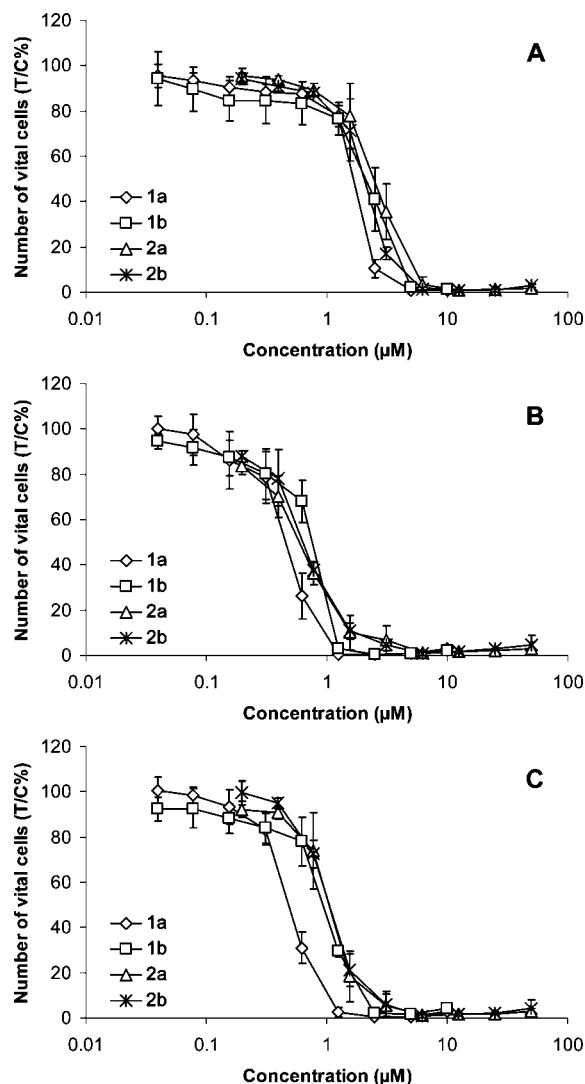 A
Number of vital cells (T/C%)
120
100
80
60
40
20
0
1a
1b
2a
2b
0.01 0.1 1 10 100
Concentration (µM)
B
Number of vital cells (T/C%)
120
100
80
60
40
20
0
1a
1b
2a
2b
0.01 0.1 1 10 100
Concentration (µM)
C
Number of vital cells (T/C%)
120
100
80
60
40
20
0
1a
1b
2a
2b
0.01 0.1 1 10 100
Concentration (µM)